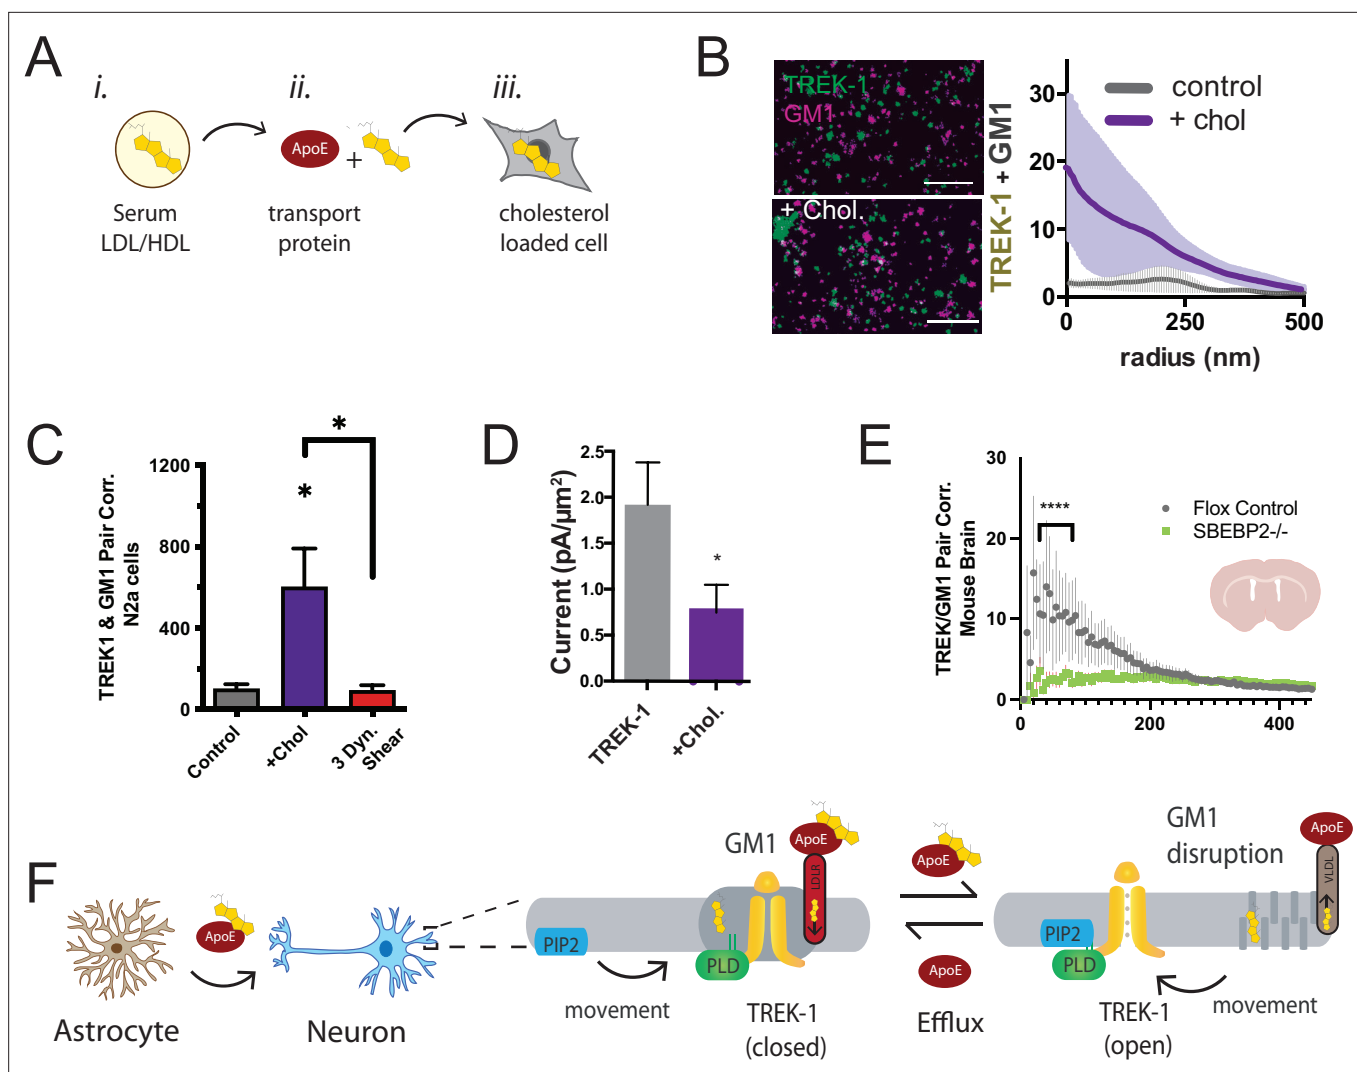 A
i.
ii.
iii.
ApoE
+
Serum
LDL/HDL
transport
protein
cholesterol
loaded cell
B
TREK-1
GM1
+ Chol.
TREK-1 + GM1
30
20
10
0
control
+ chol
0
250
500
radius (nm)
C
TREK1 & GM1 Pair Corr.
N2a cells
1200
800
400
0
*
*
Control
+Chol
3 Dyn.
Shear
D
Current (pA/μm²)
2.5
2.0
1.5
1.0
0.5
0.0
*
TREK-1
+Chol.
E
TREK/GM1 Pair Corr.
Mouse Brain
30
20
10
0
****
Flox Control
SBEBP2-/-
0
200
400
F
ApoE
Astrocyte
Neuron
PIP2
movement
GM1
PLD
ApoE
LDLR
TREK-1
(closed)
ApoE
ApoE
Efflux
GM1
disruption
ApoE
VLDL
PIP2
PLD
TREK-1
(open)
movement